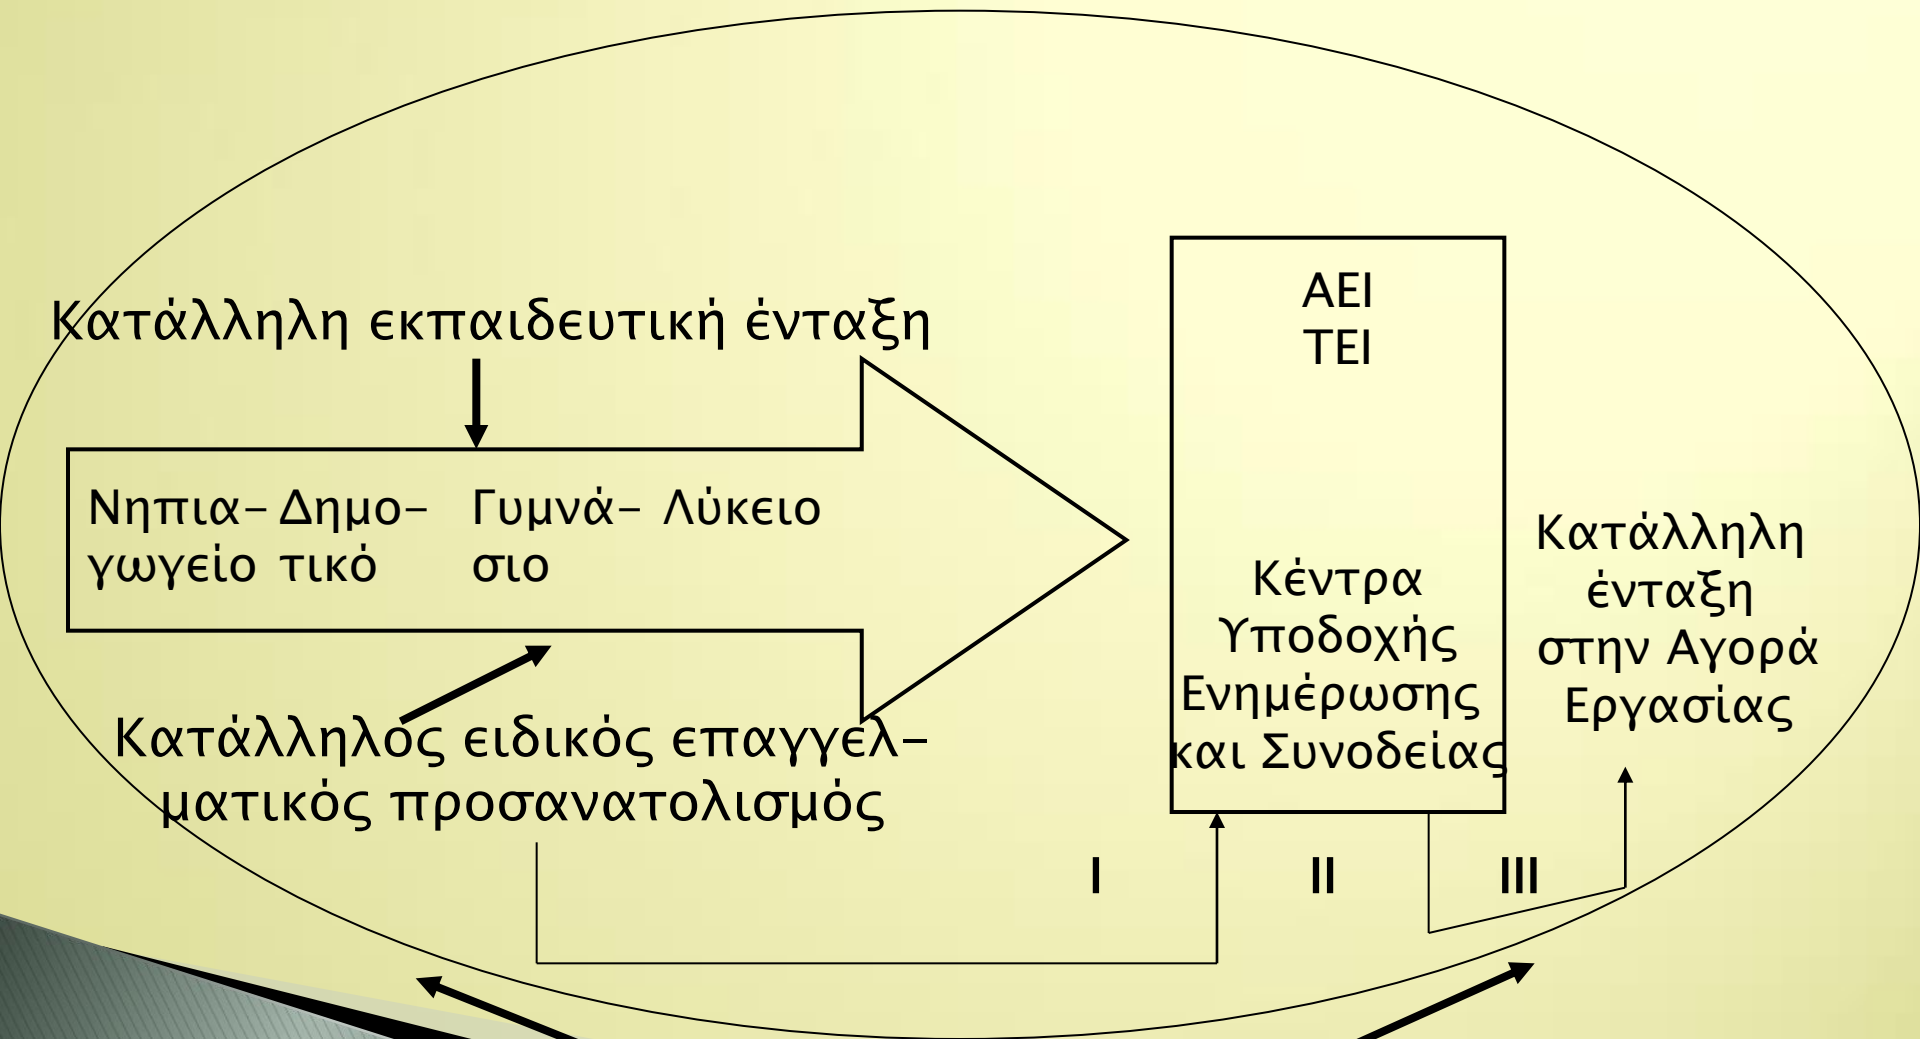 Κατάλληλη εκπαιδευτική ένταξη
Νηπια- Δημο- Γυμνά- Λύκειο
γωγείο τικό σιο
Κατάλληλος ειδικός επαγγελ-
ματικός προσανατολισμός
ΑΕΙ
ΤΕΙ
Κέντρα
Υποδοχής
Ενημέρωσης
και Συνοδείας
Κατάλληλη
ένταξη
στην Αγορά
Εργασίας
I II III